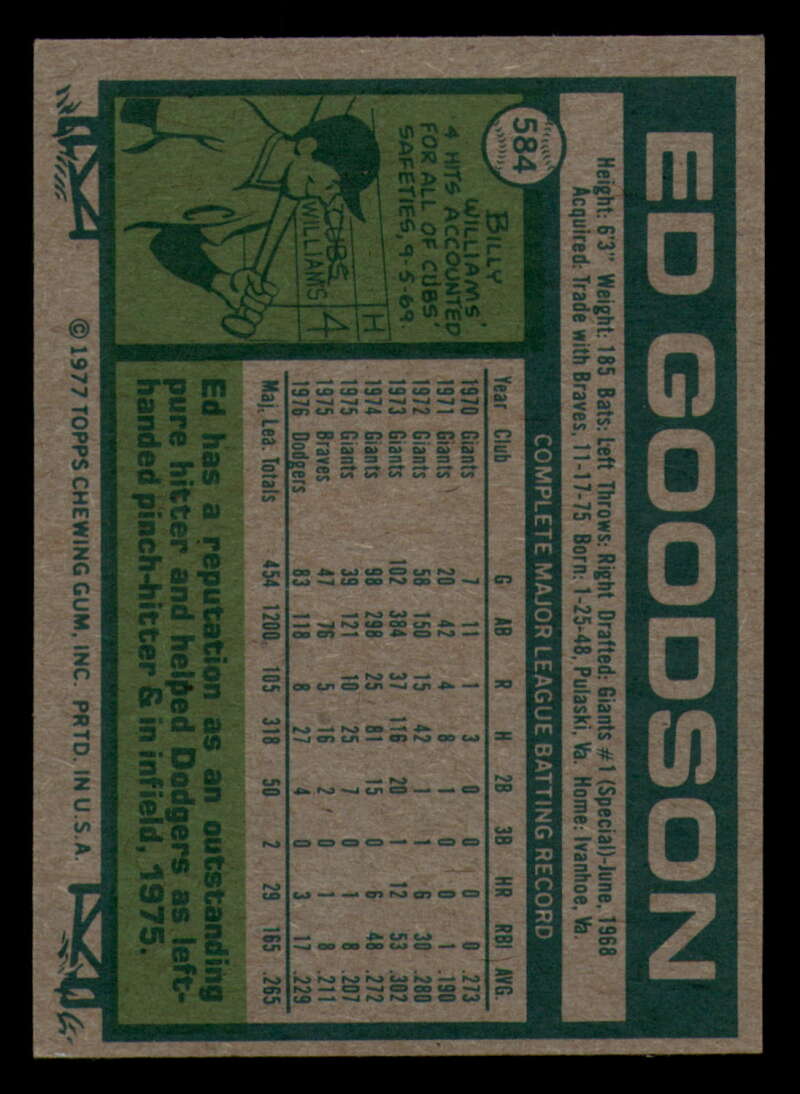 ED GOODSON
584
Height: 6'3" Weight: 185 Bats: Left Throws: Right Drafted: Giants #1 (Special)-June, 1968
Acquired: Trade with Braves, 11-17-75 Born: 1-25-48, Pulaski, Va. Home: Ivanhoe, Va.
COMPLETE MAJOR LEAGUE BATTING RECORD
Year Club G AB R H 2B 3B HR RBI AVG.
1970 Giants 7 11 1 3 0 0 0 0 .273
1971 Giants 20 42 4 8 1 0 0 1 .190
1972 Giants 58 150 15 42 1 1 6 30 .280
1973 Giants 102 384 37 116 20 1 12 53 .302
1974 Giants 98 298 25 81 15 0 6 48 .272
1975 Giants 39 121 10 25 7 0 1 8 .207
1975 Braves 47 76 5 16 2 0 1 8 .211
1976 Dodgers 83 118 8 27 4 0 3 17 .229
Maj. Lea. Totals 454 1200 105 318 50 2 29 165 .265
BILLY
WILLIAMS'
4 HITS ACCOUNTED
FOR ALL OF CUBS'
SAFETIES, 9-5-69.
H
CUBS
WILLIAMS 4
Ed has a reputation as an outstanding
pure hitter and helped Dodgers as left-
handed pinch-hitter & in infield, 1975.
© 1977 TOPPS CHEWING GUM, INC. PRTD. IN U.S.A.